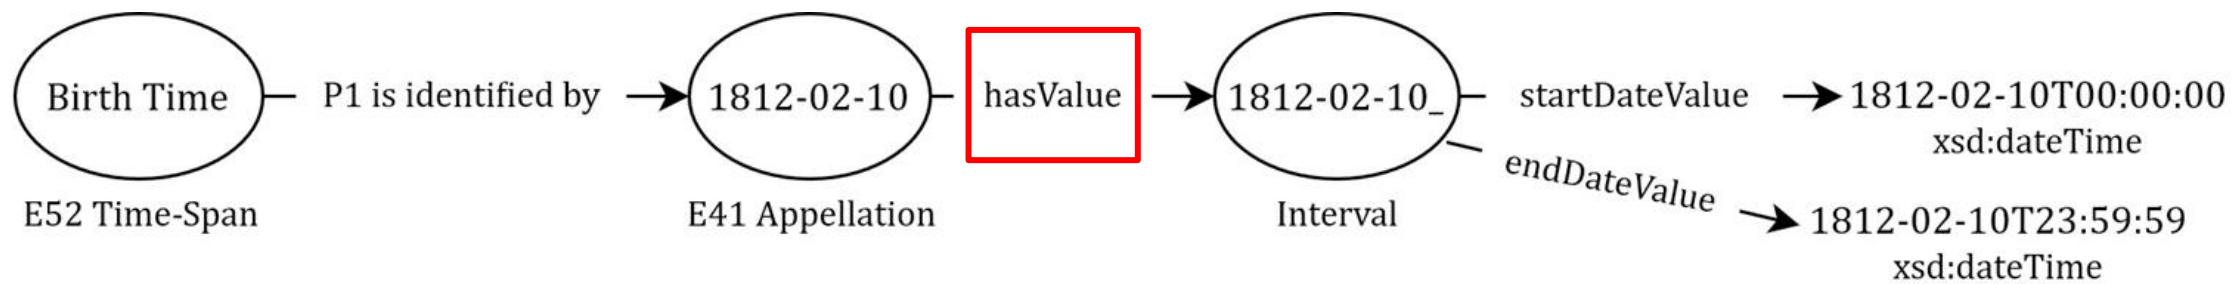 Birth Time
P1 is identified by
1812-02-10
hasValue
1812-02-10_
startDateValue
1812-02-10T00:00:00
xsd:dateTime
endDateValue
1812-02-10T23:59:59
xsd:dateTime
E52 Time-Span
E41 Appellation
Interval